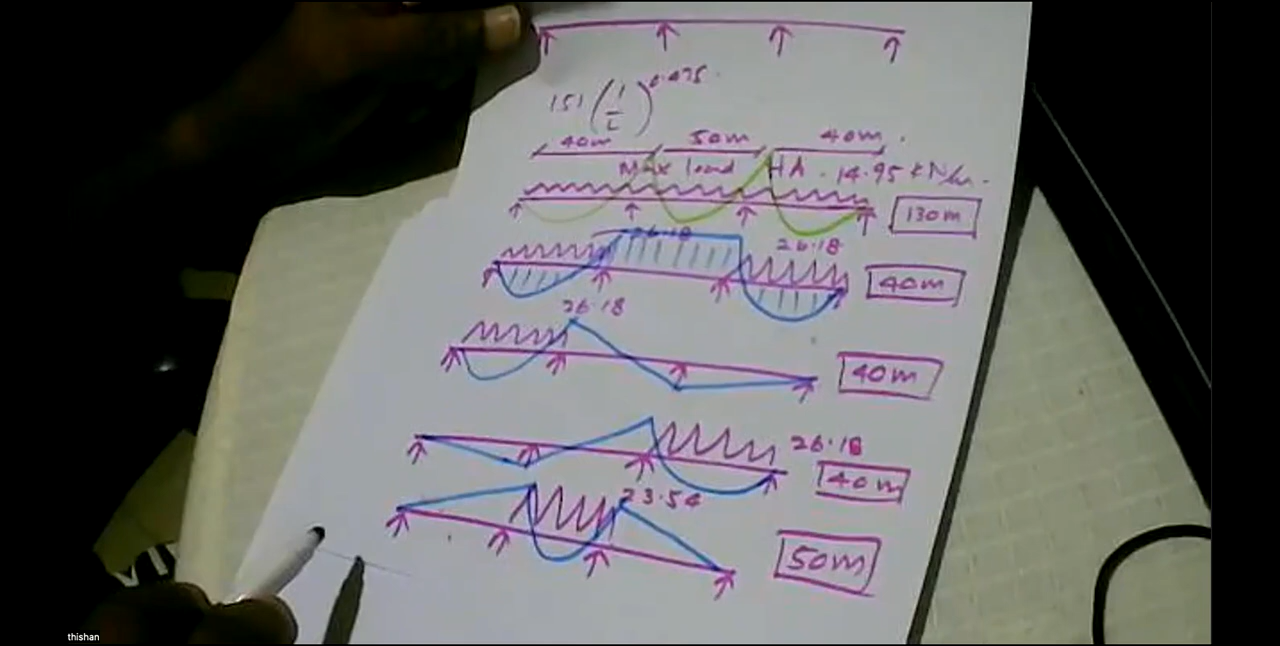 151 (1/L)^0.475
40m 50m 40m.
Max load HA - 14.95 kN/m.
130m
26.18 26.18
40m
26.18
40m
26.18
40m
23.54
50m
thishan